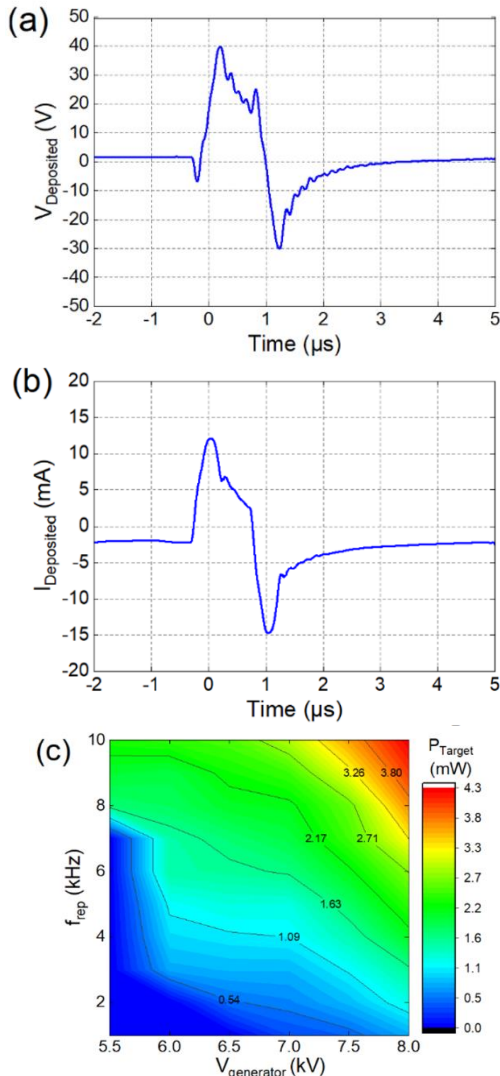 (a)
V_Deposited (V)
50
40
30
20
10
0
-10
-20
-30
-40
-50
-2 -1 0 1 2 3 4 5
Time (µs)
(b)
I_Deposited (mA)
20
15
10
5
0
-5
-10
-15
-20
-2 -1 0 1 2 3 4 5
Time (µs)
(c)
P_Target
(mW)
f_rep (kHz)
10
8
6
4
2
3.26 3.80
2.17 2.71
1.63
1.09
0.54
4.3
3.8
3.3
2.7
2.2
1.6
1.1
0.5
0.0
5.5 6.0 6.5 7.0 7.5 8.0
V_generator (kV)